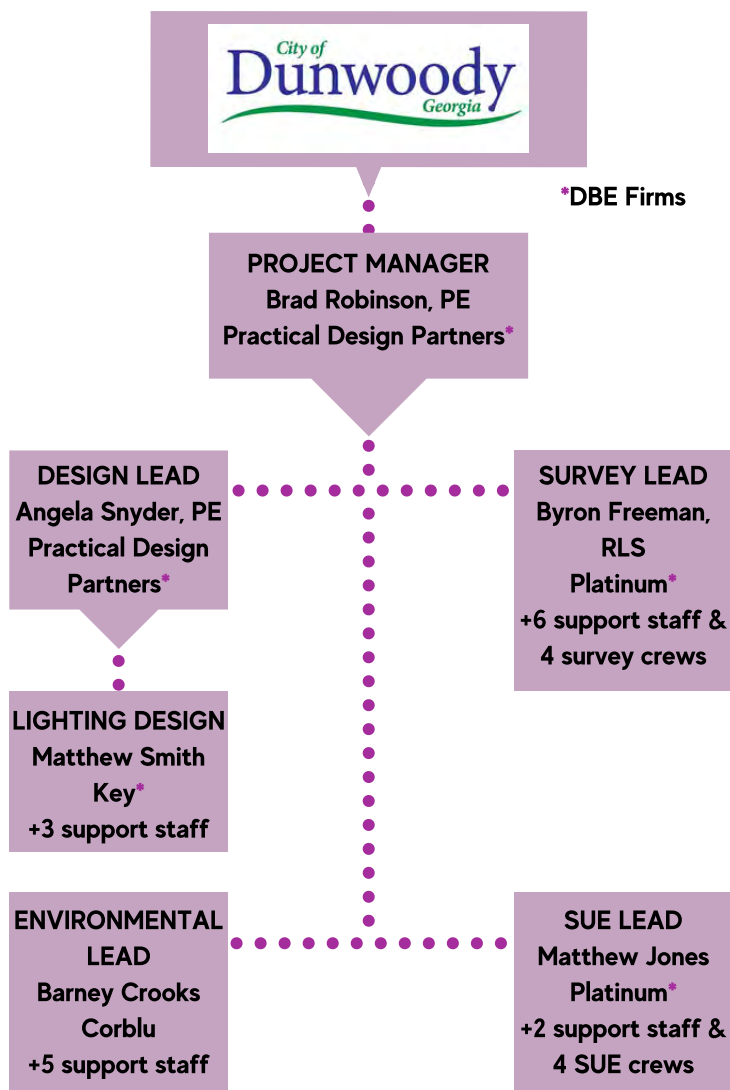 City of
Dunwoody
Georgia
*DBE Firms
PROJECT MANAGER
Brad Robinson, PE
Practical Design Partners*
DESIGN LEAD
Angela Snyder, PE
Practical Design
Partners*
SURVEY LEAD
Byron Freeman,
RLS
Platinum*
+6 support staff &
4 survey crews
LIGHTING DESIGN
Matthew Smith
Key*
+3 support staff
ENVIRONMENTAL
LEAD
Barney Crooks
Corblu
+5 support staff
SUE LEAD
Matthew Jones
Platinum*
+2 support staff &
4 SUE crews